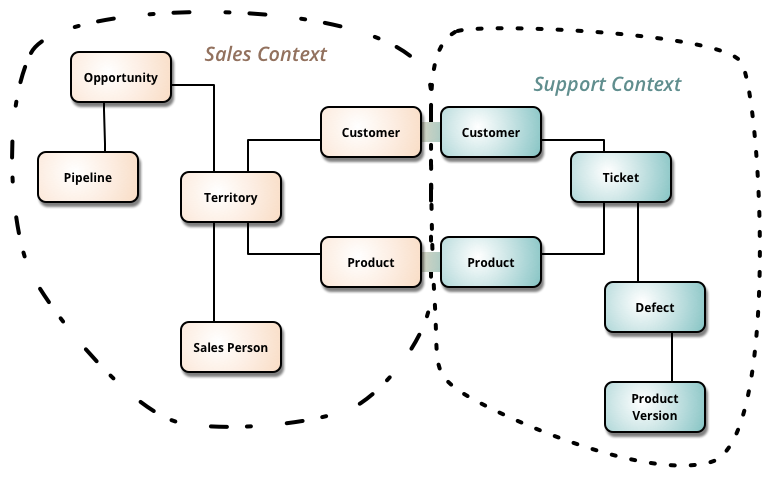 Sales Context
Opportunity
Support Context
Customer
Customer
Pipeline
Ticket
Territory
Product
Product
Defect
Sales Person
Product
Version